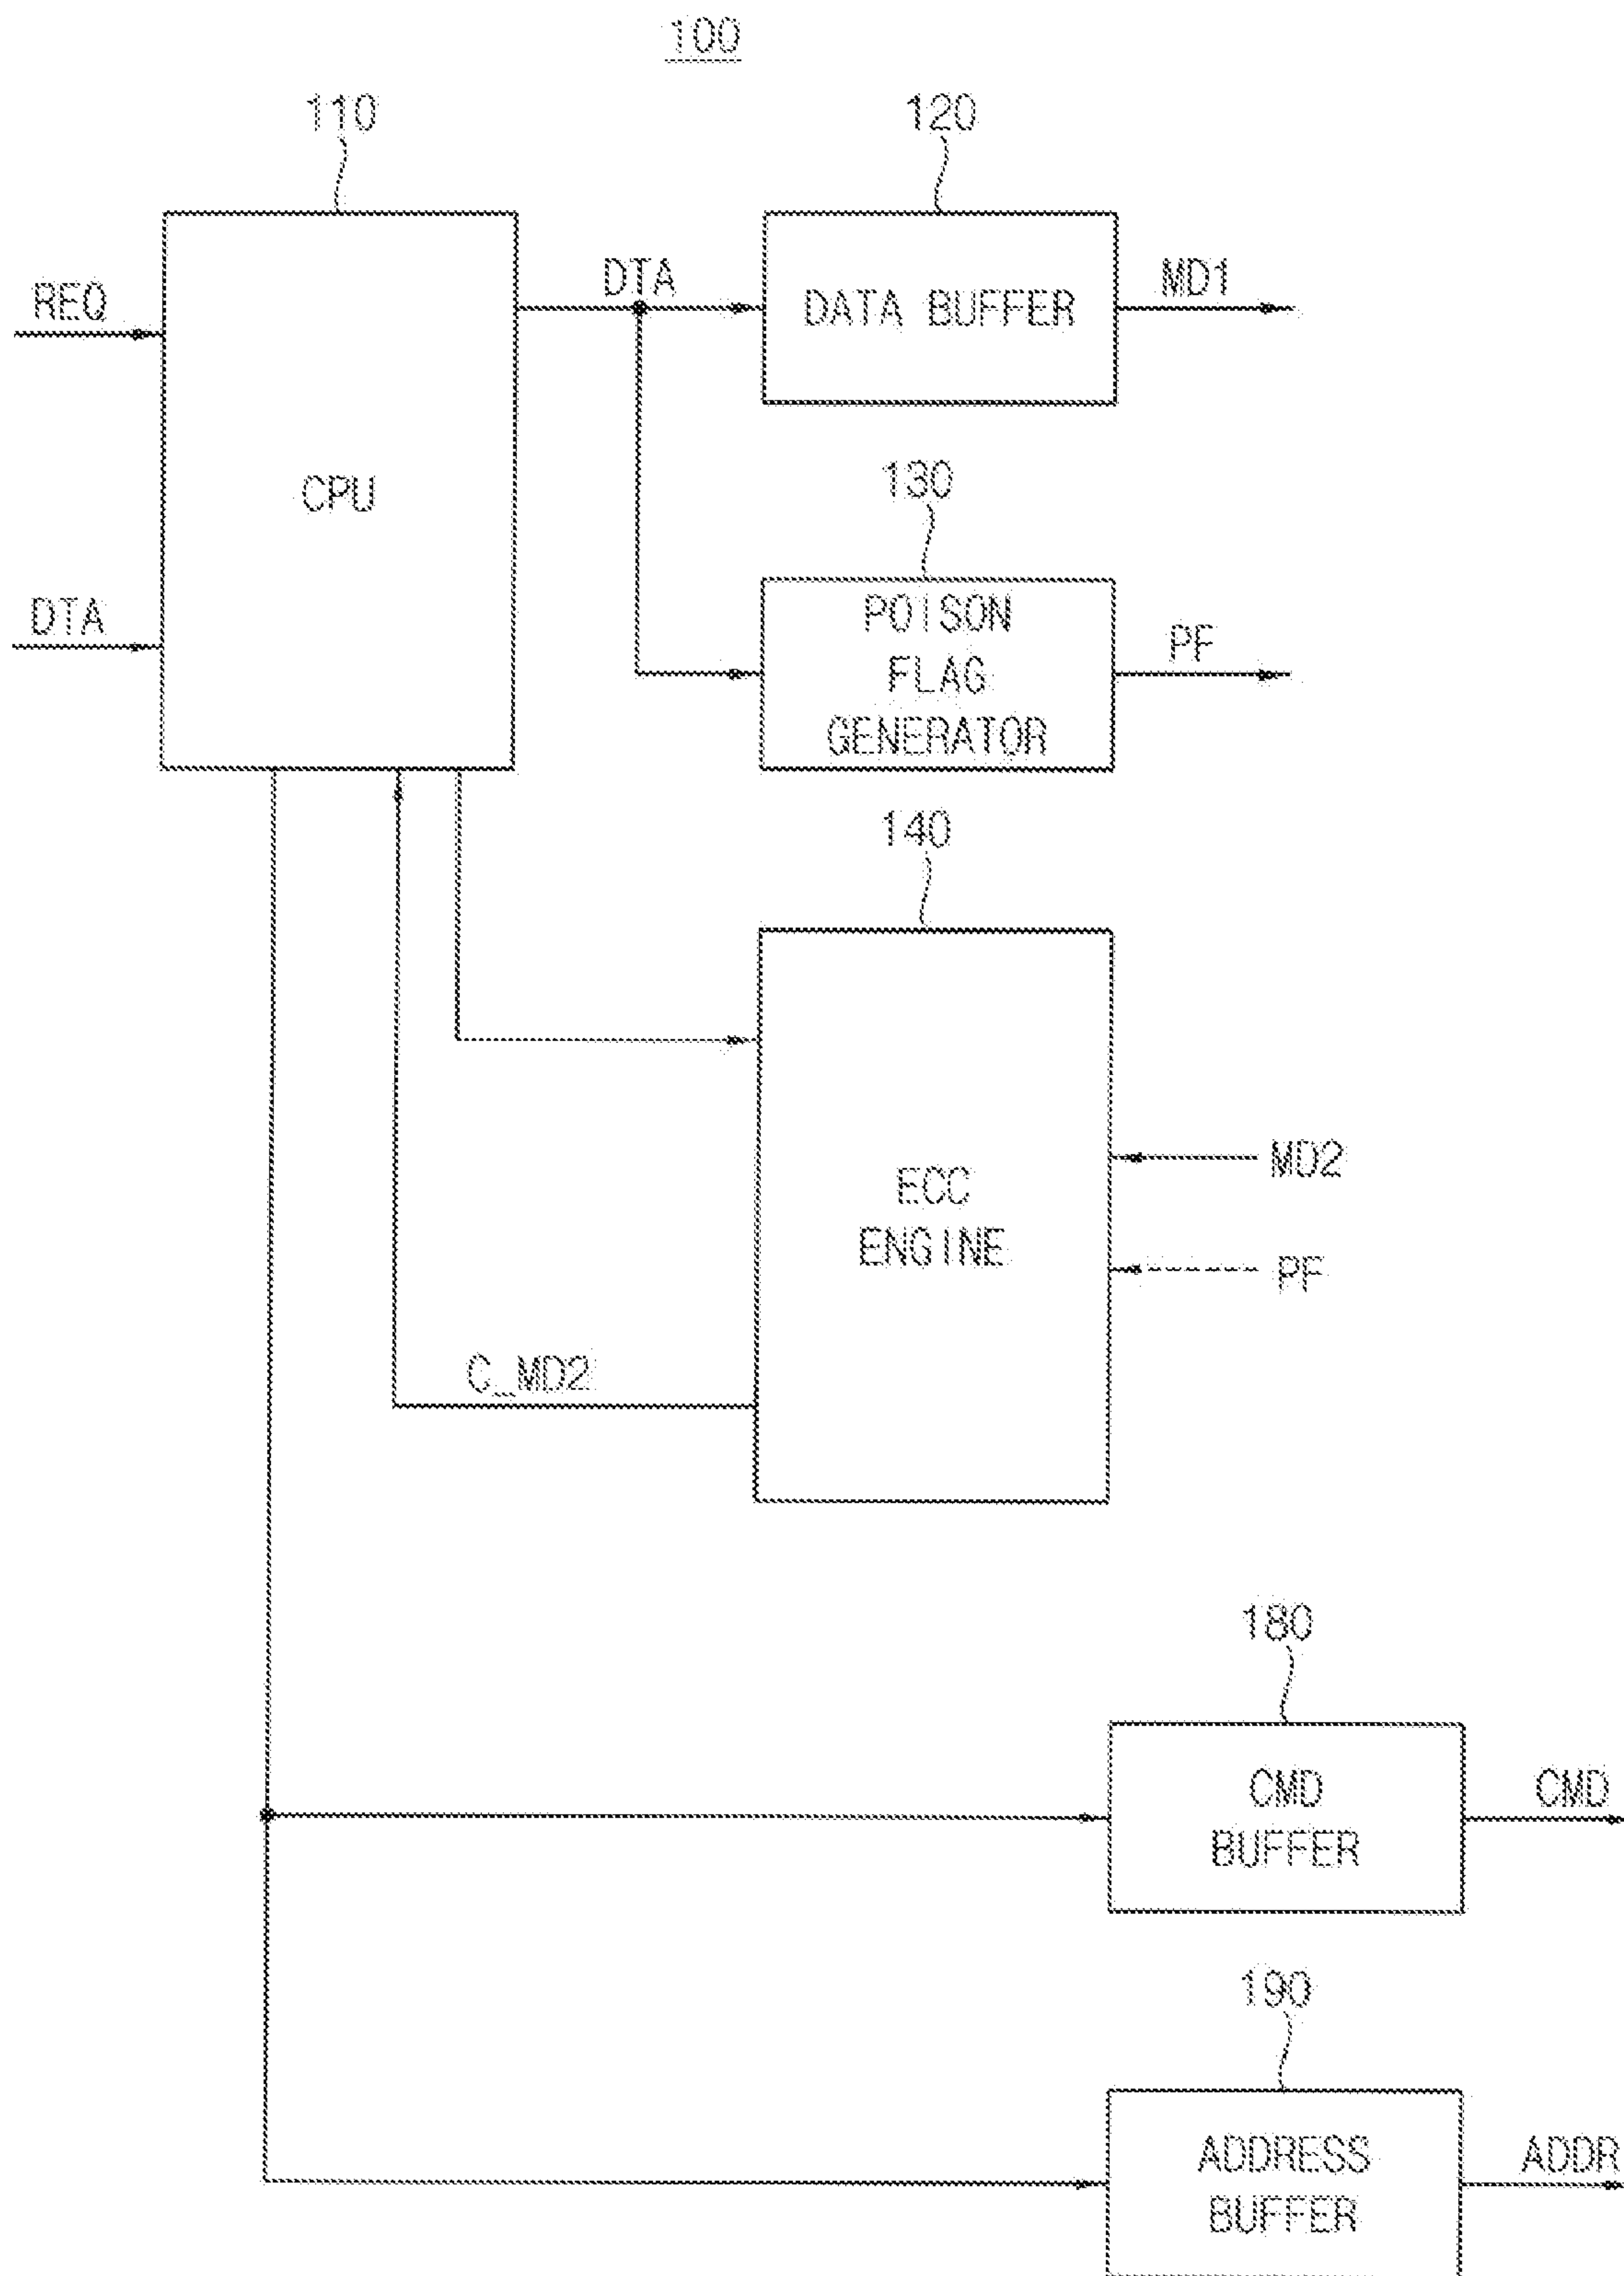 100
110
120
REQ
DTA
DATA BUFFER
MD1
CPU
130
DTA
POISON
FLAG
GENERATOR
PF
140
MD2
ECC
ENGINE
PF
C_MD2
180
CMD
BUFFER
CMD
190
ADDRESS
BUFFER
ADDR